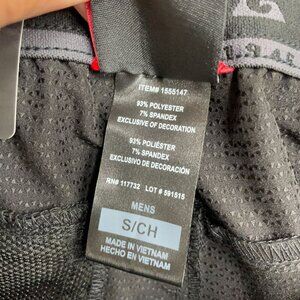 ITEM# 1555147
93% POLYESTER
7% SPANDEX
EXCLUSIVE OF DECORATION
93% POLIÉSTER
7% SPANDEX
EXCLUSIVO DE DECORACIÓN
RN# 117732 LOT # 591515
MENS
S/CH
MADE IN VIETNAM
HECHO EN VIETNAM